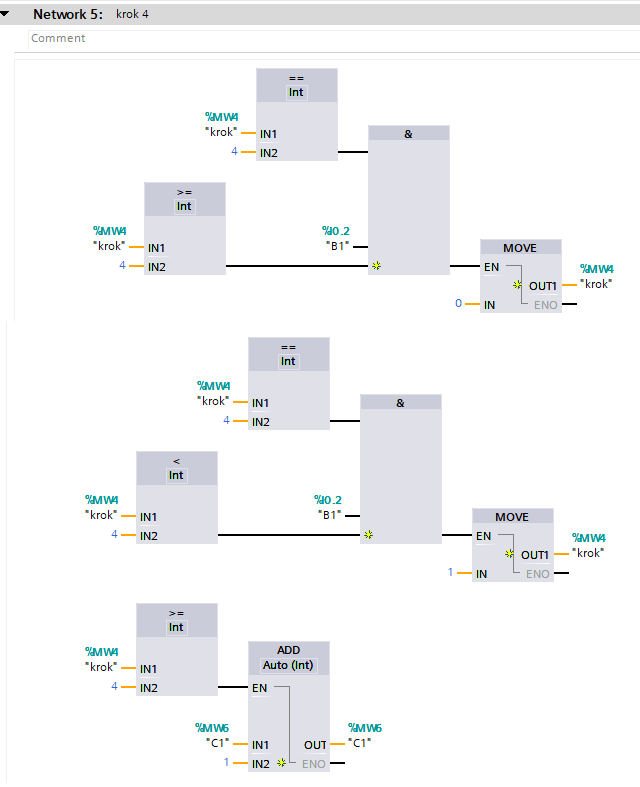 Network 5: krok 4
Comment
==
Int
%MW4
"krok" IN1
4 IN2
&
>=
Int
%MW4
"krok" IN1
4 IN2
%I0.2
"B1"
MOVE
EN
%MW4
OUT1 "krok"
0 IN ENO
==
Int
%MW4
"krok" IN1
4 IN2
&
<
Int
%MW4
"krok" IN1
4 IN2
%I0.2
"B1"
MOVE
EN
%MW4
OUT1 "krok"
1 IN ENO
>=
Int
%MW4
"krok" IN1
4 IN2
ADD
Auto (Int)
EN
%MW6 %MW6
"C1" IN1 OUT "C1"
1 IN2 ENO